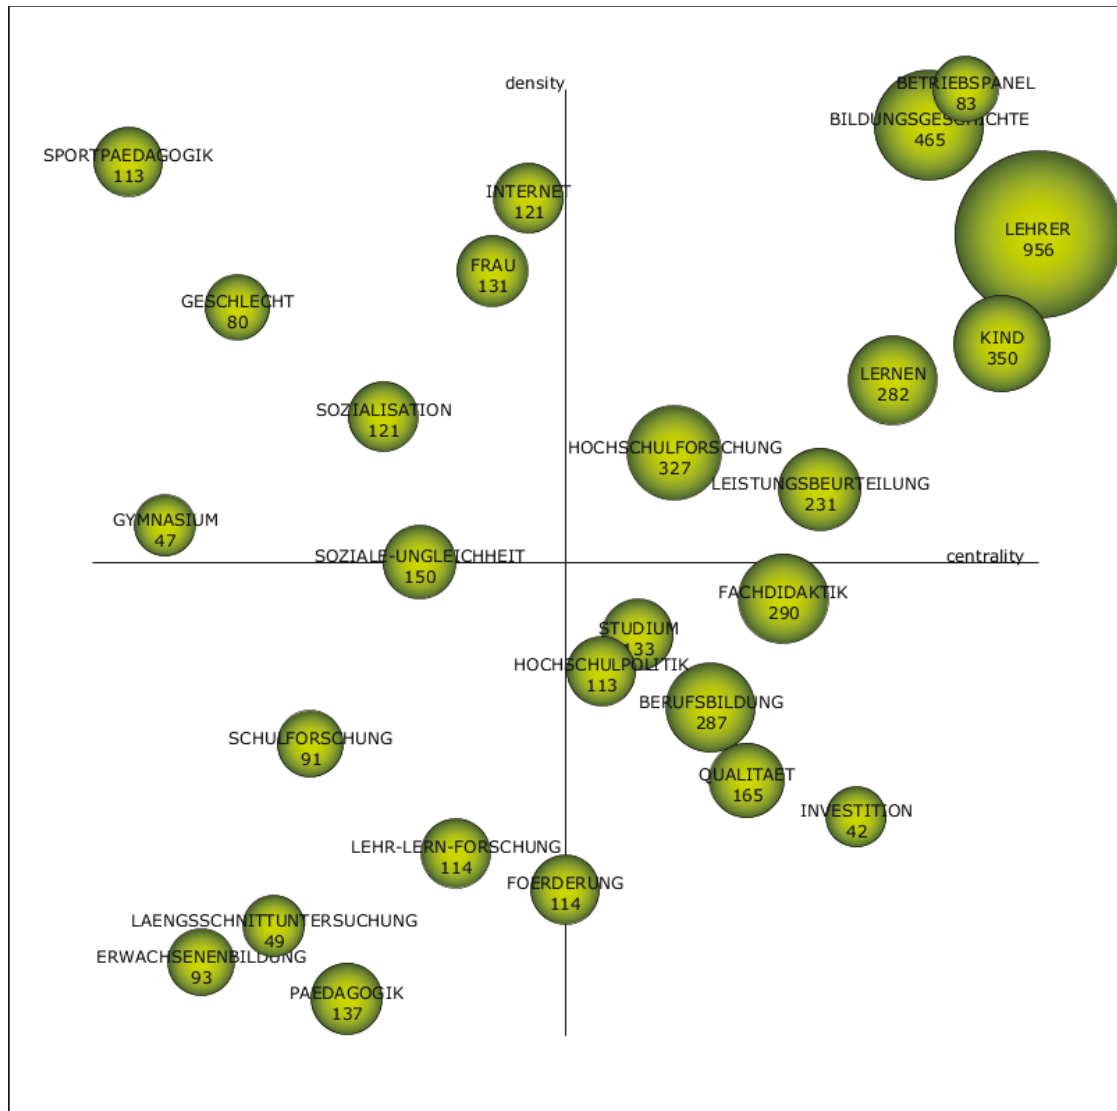 density
BETRIEBSPANEL
83
BILDUNGSGESCHICHTE
465
SPORTPAEDAGOGIK
113
INTERNET
121
LEHRER
956
FRAU
131
GESCHLECHT
80
KIND
350
LERNEN
282
SOZIALISATION
121
HOCHSCHULFORSCHUNG
327
LEISTUNGSBEURTEILUNG
231
GYMNASIUM
47
SOZIALE-UNGLEICHHEIT
150
centrality
FACHDIDAKTIK
290
STUDIUM
133
HOCHSCHULPOLITIK
113
BERUFSBILDUNG
287
SCHULFORSCHUNG
91
QUALITAET
165
INVESTITION
42
LEHR-LERN-FORSCHUNG
114
FOERDERUNG
114
LAENGSSCHNITTUNTERSUCHUNG
49
ERWACHSENENBILDUNG
93
PAEDAGOGIK
137